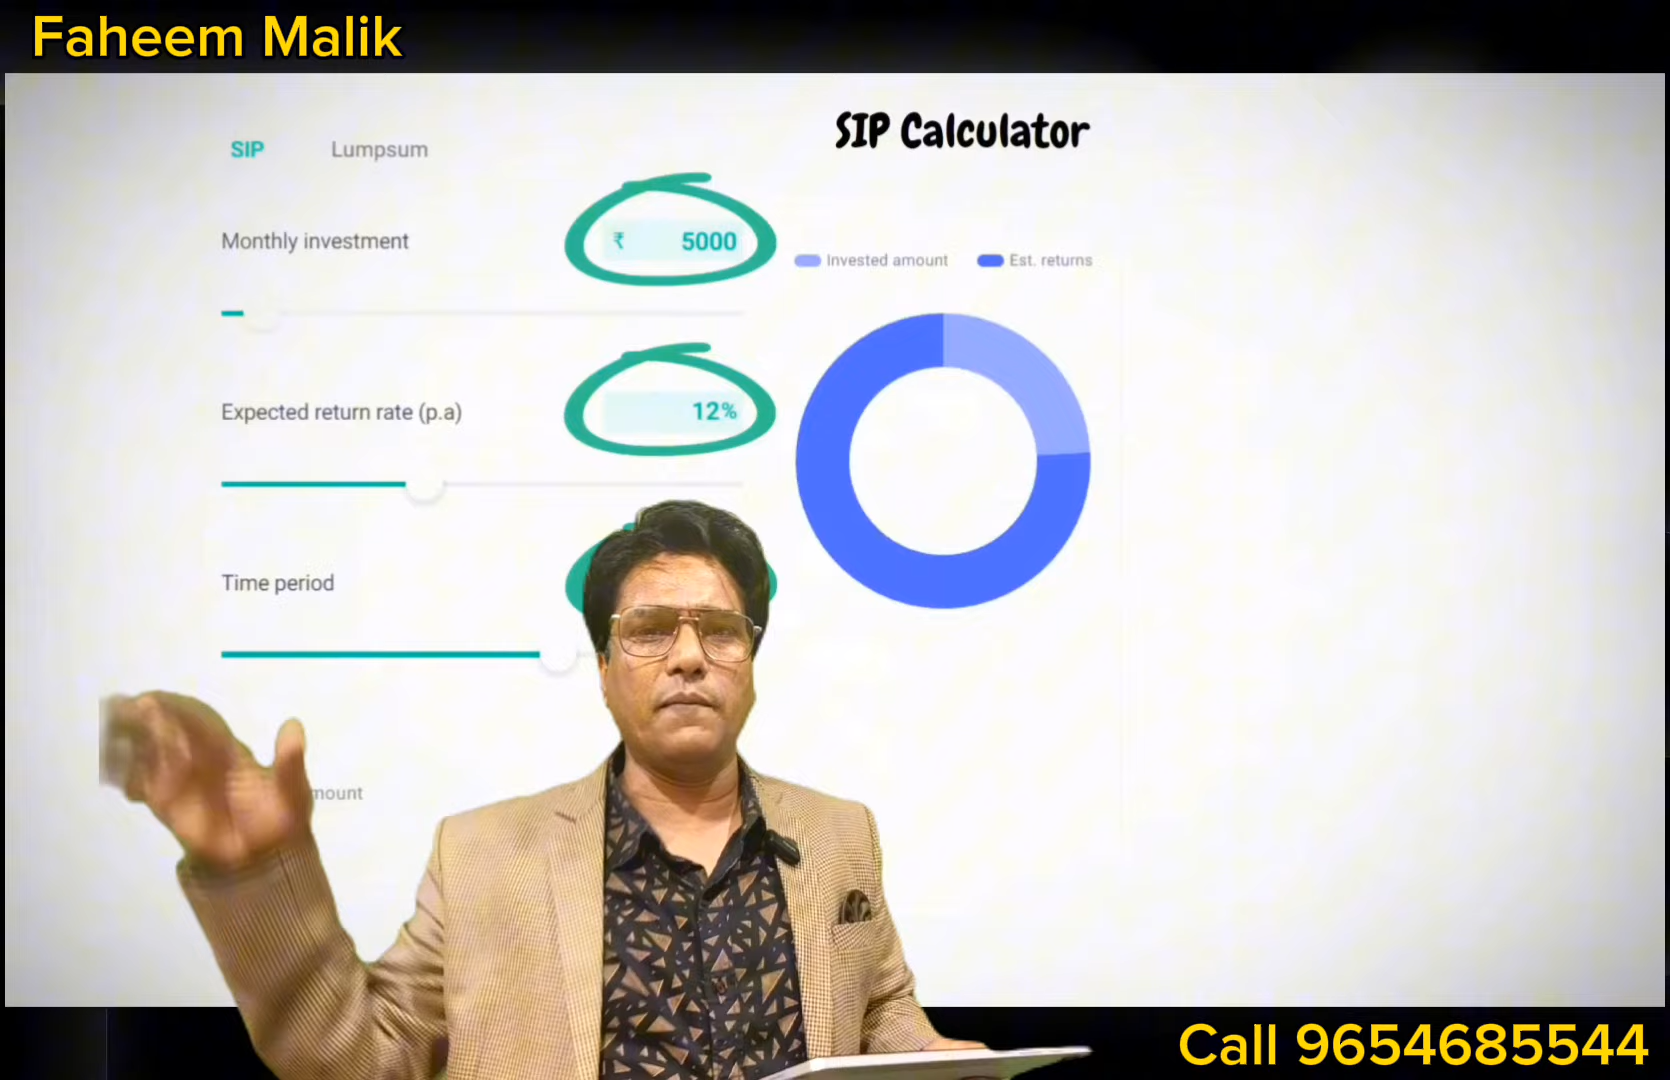 Faheem Malik
SIP Calculator
SIP Lumpsum
Monthly investment ₹ 5000
Invested amount Est. returns
Expected return rate (p.a) 12%
Time period
mount
Call 9654685544